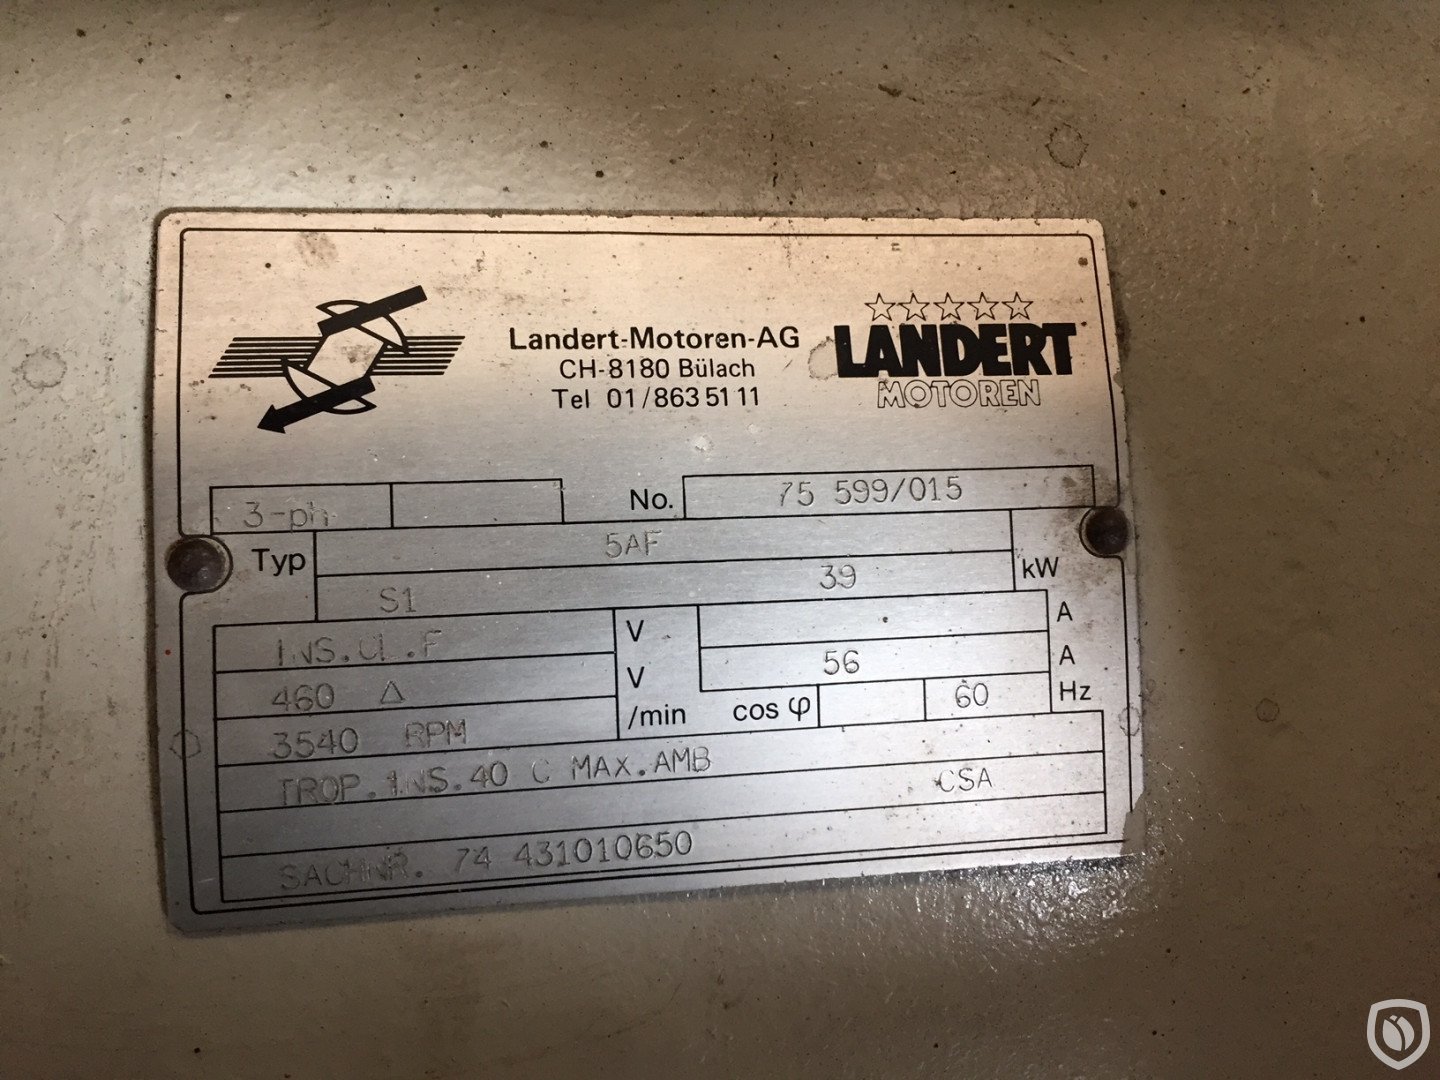 Landert-Motoren-AG
CH-8180 Bülach
Tel 01/863 51 11
LANDERT
MOTOREN
3-ph No. 75 599/015
Typ 5AF
S1 39 kW
INS.CL.F V A
460 Δ V 56 A
3540 RPM /min cos φ 60 Hz
TROP.INS.40 C MAX.AMB
CSA
SACHNR. 74 431010650